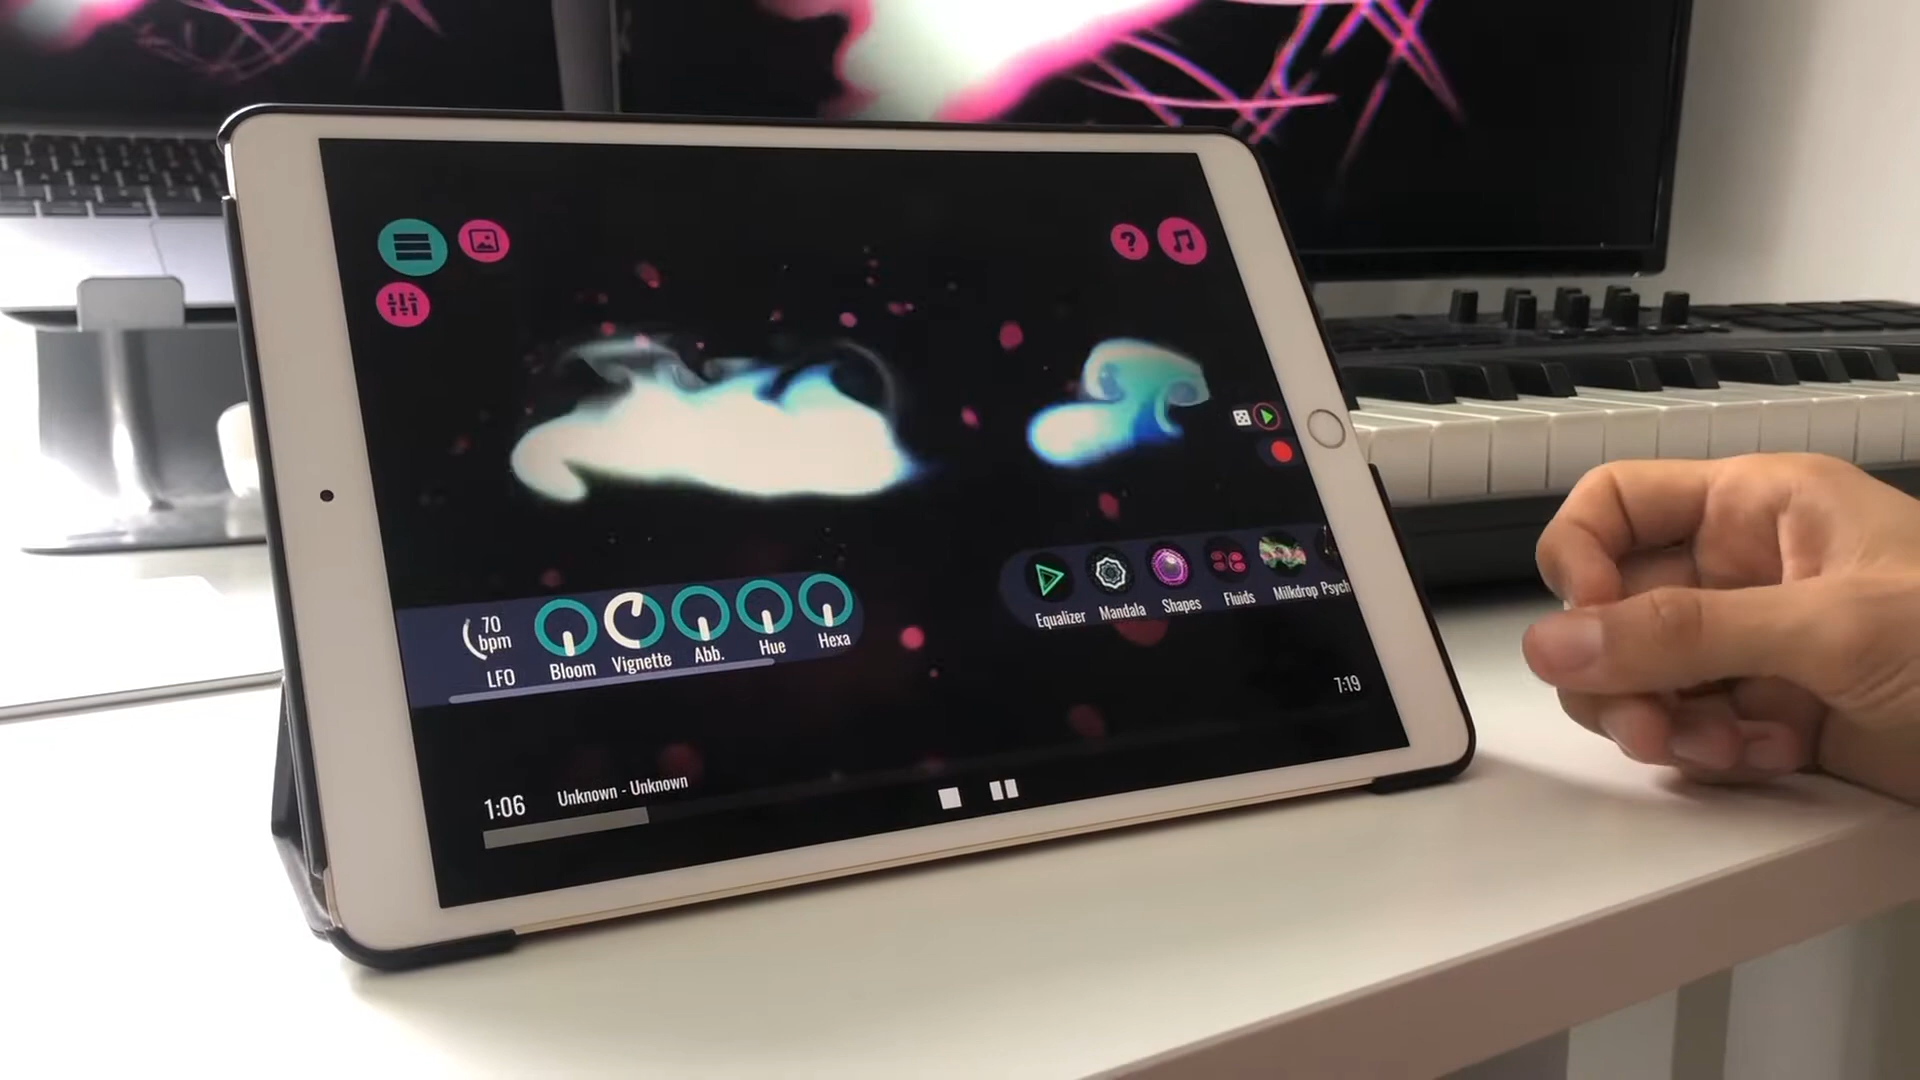 ?
70
bpm
LFO
Bloom
Vignette
Abb.
Hue
Hexa
Equalizer
Mandala
Shapes
Fluids
Milkdrop
Psych
7:19
1:06
Unknown - Unknown